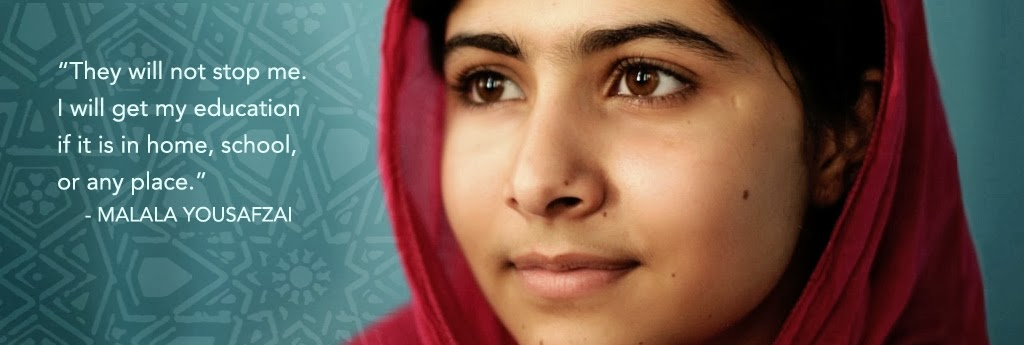 “They will not stop me.
I will get my education
if it is in home, school,
or any place.”
- MALALA YOUSAFZAI